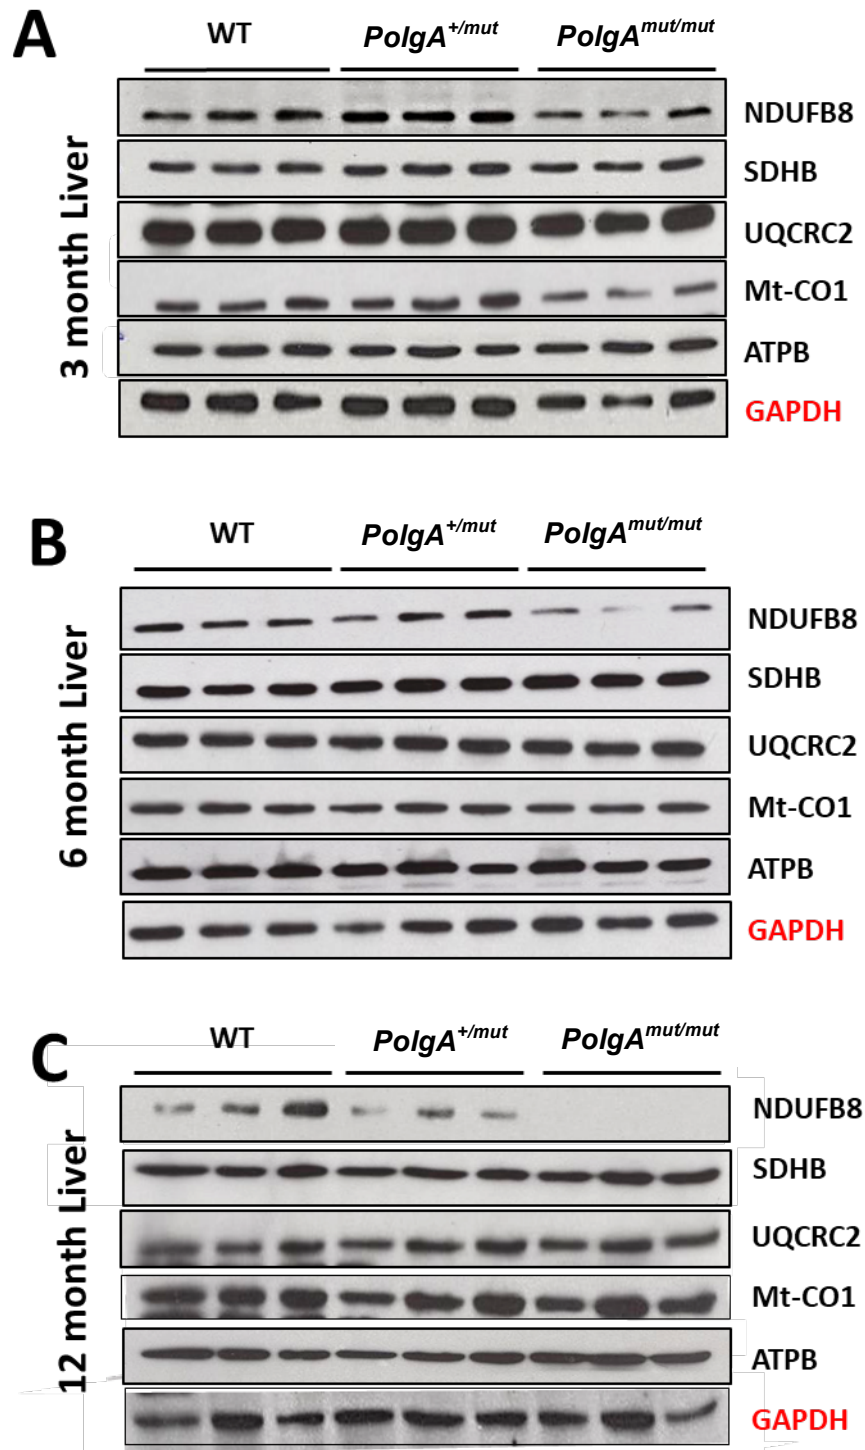 A
WT PolgA+/mut PolgAmut/mut
3 month Liver
NDUFB8
SDHB
UQCRC2
Mt-CO1
ATPB
GAPDH
B
WT PolgA+/mut PolgAmut/mut
6 month Liver
NDUFB8
SDHB
UQCRC2
Mt-CO1
ATPB
GAPDH
C
WT PolgA+/mut PolgAmut/mut
12 month Liver
NDUFB8
SDHB
UQCRC2
Mt-CO1
ATPB
GAPDH